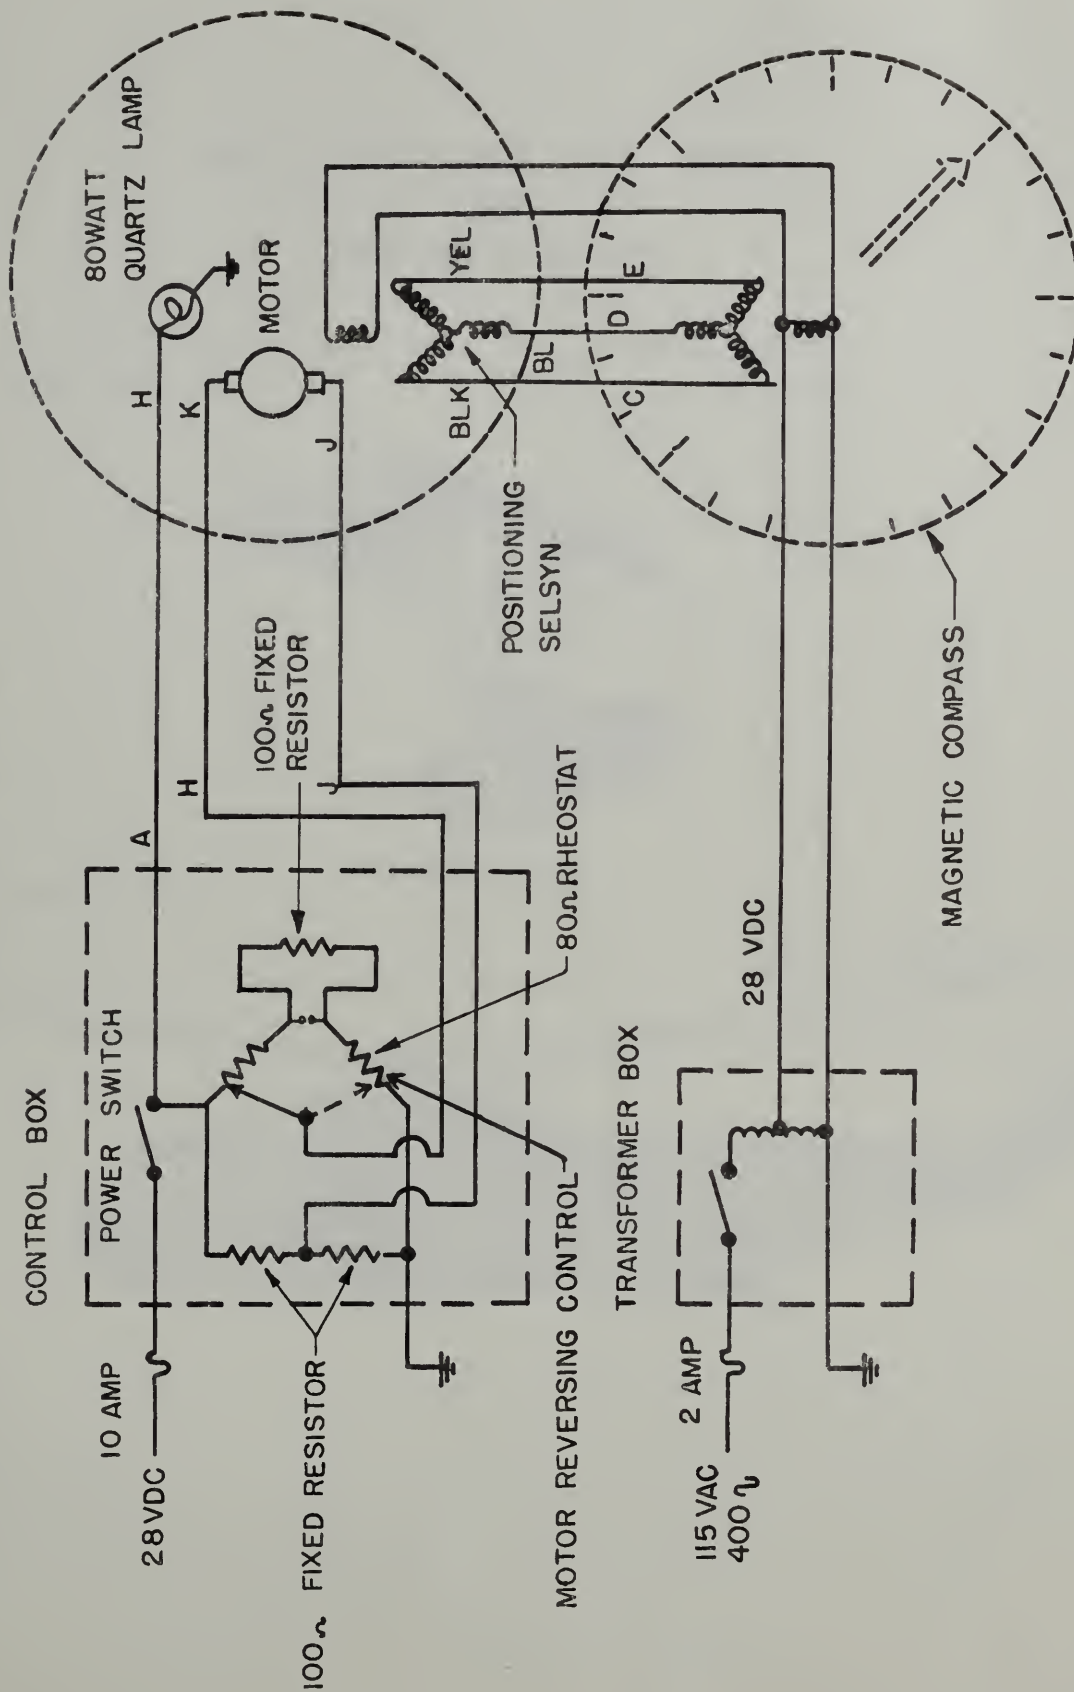 CONTROL BOX
POWER SWITCH
10 AMP
28VDC
A
H
80WATT
QUARTZ LAMP
H
K
MOTOR
J
J
100Ω FIXED
RESISTOR
100Ω FIXED RESISTOR
80Ω RHEOSTAT
MOTOR REVERSING CONTROL
POSITIONING
SELSYN
BLK
BL
YEL
C
D
E
TRANSFORMER BOX
2 AMP
115 VAC
400 ~
28 VDC
MAGNETIC COMPASS